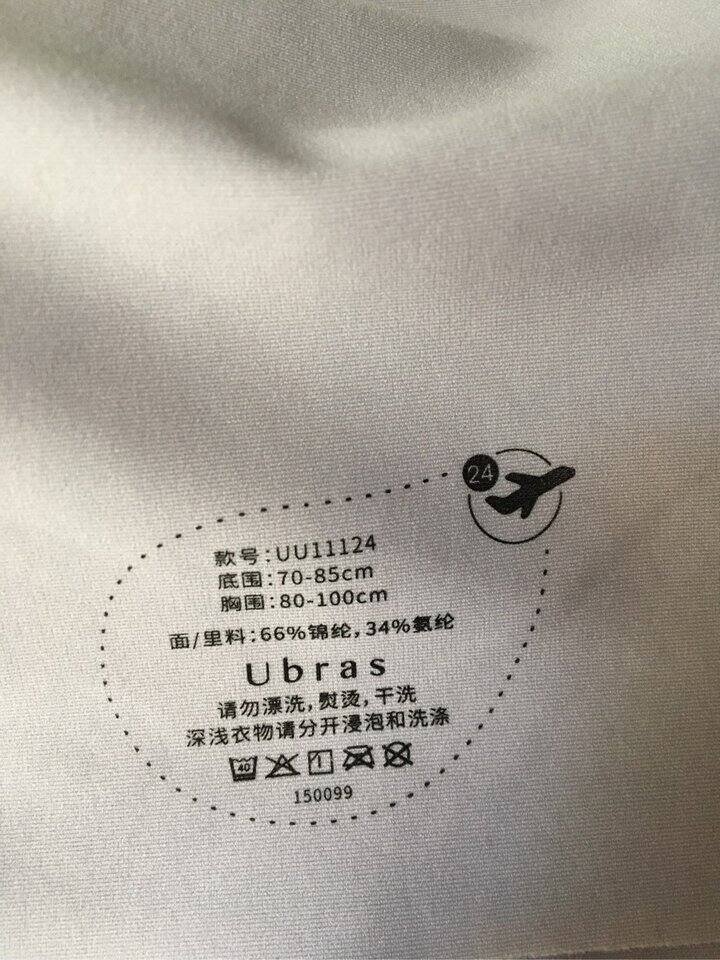 24
款号:UU11124
底围:70-85cm
胸围:80-100cm
面/里料:66%锦纶,34%氨纶
Ubras
请勿漂洗,熨烫,干洗
深浅衣物请分开浸泡和洗涤
40
150099